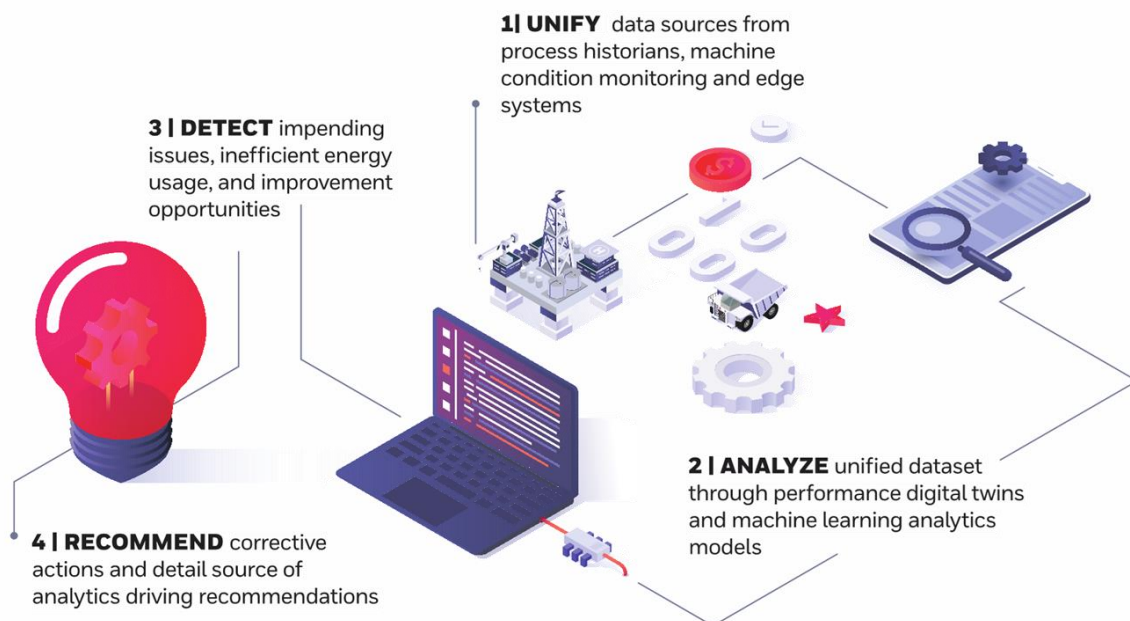 1| UNIFY data sources from
process historians, machine
condition monitoring and edge
systems
2 | ANALYZE unified dataset
through performance digital twins
and machine learning analytics
models
3 | DETECT impending
issues, inefficient energy
usage, and improvement
opportunities
4 | RECOMMEND corrective
actions and detail source of
analytics driving recommendations